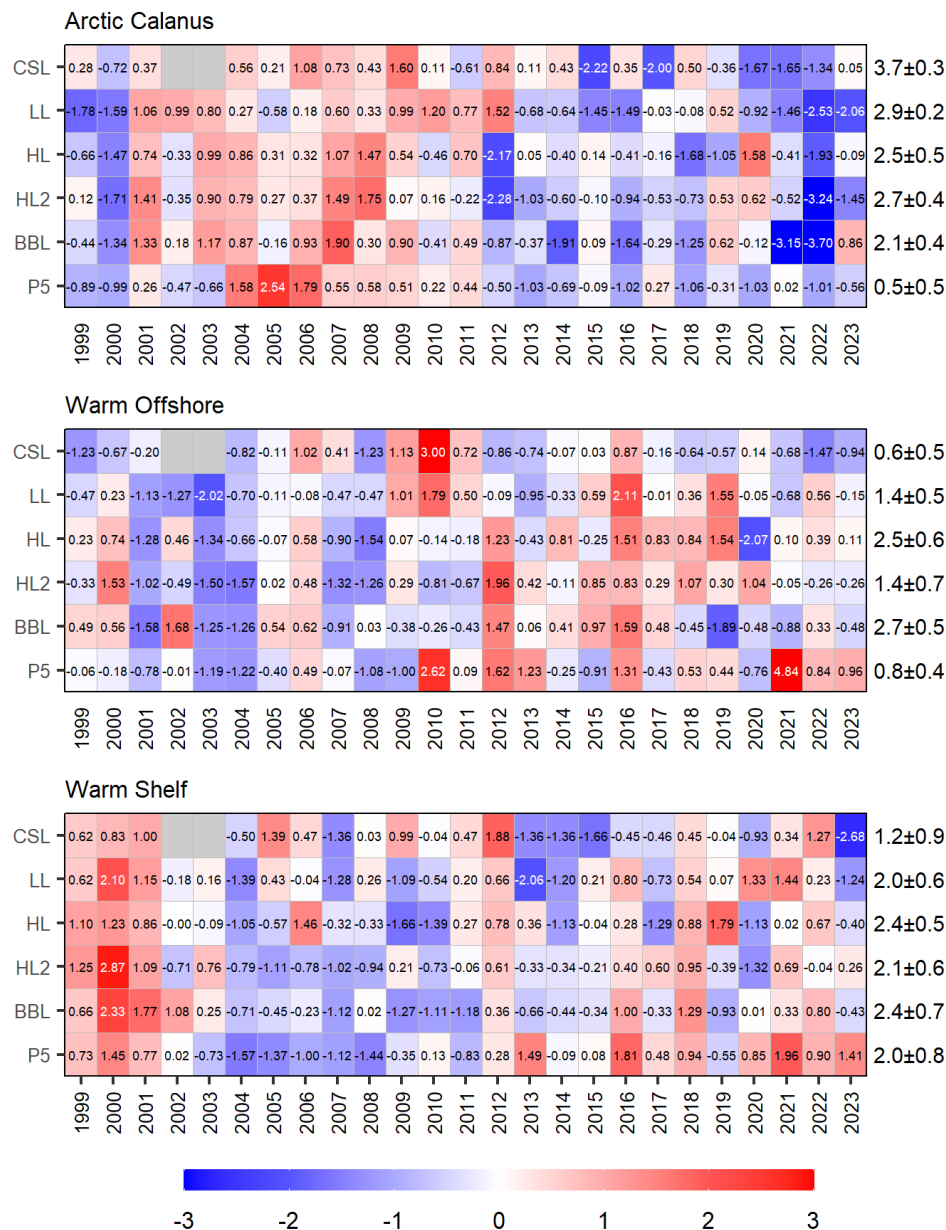 Arctic Calanus
CSL 0.28 -0.72 0.37 0.56 0.21 1.08 0.73 0.43 1.60 0.11 -0.61 0.84 0.11 0.43 -2.22 0.35 -2.00 0.50 -0.36 -1.67 -1.65 -1.34 0.05 3.7±0.3
LL -1.78 -1.59 1.06 0.99 0.80 0.27 -0.58 0.18 0.60 0.33 0.99 1.20 0.77 1.52 -0.68 -0.64 -1.45 -1.49 -0.03 -0.08 0.52 -0.92 -1.46 -2.53 -2.06 2.9±0.2
HL -0.66 -1.47 0.74 -0.33 0.99 0.86 0.31 0.32 1.07 1.47 0.54 -0.46 0.70 -2.17 0.05 -0.40 0.14 -0.41 -0.16 -1.68 -1.05 1.58 -0.41 -1.93 -0.09 2.5±0.5
HL2 0.12 -1.71 1.41 -0.35 0.90 0.79 0.27 0.37 1.49 1.75 0.07 0.16 -0.22 -2.28 -1.03 -0.60 -0.10 -0.94 -0.58 -0.73 0.53 0.62 -0.52 -3.24 -1.45 2.7±0.4
BBL -0.44 -1.34 1.33 0.18 1.17 0.87 -0.16 0.93 1.90 0.30 0.90 -0.41 0.49 -0.87 -0.37 -1.91 0.09 -1.64 -0.29 -1.25 0.62 -0.12 -3.15 -3.70 0.86 2.1±0.4
P5 -0.89 -0.99 0.26 -0.47 -0.66 1.58 2.54 1.79 0.55 0.58 0.51 0.22 0.44 -0.50 -1.03 -0.69 -0.09 -1.02 0.27 -1.06 -0.31 -1.03 0.02 -1.01 -0.56 0.5±0.5
1999 2000 2001 2002 2003 2004 2005 2006 2007 2008 2009 2010 2011 2012 2013 2014 2015 2016 2017 2018 2019 2020 2021 2022 2023
Warm Offshore
CSL -1.23 -0.67 -0.20 -0.82 -0.11 1.02 0.41 -1.23 1.13 3.00 0.72 -0.86 -0.74 -0.07 0.03 0.87 -0.16 -0.64 -0.57 0.14 -0.68 -1.47 -0.94 0.6±0.5
LL -0.47 0.23 -1.13 -1.27 -2.02 -0.70 -0.11 -0.08 -0.47 -0.47 1.01 1.79 0.50 -0.09 -0.95 -0.33 0.59 2.11 -0.01 0.36 1.55 -0.05 -0.68 0.56 -0.15 1.4±0.5
HL 0.23 0.74 -1.28 0.46 -1.34 -0.66 -0.07 0.58 -0.90 -1.54 0.07 -0.14 -0.18 1.23 -0.43 0.81 -0.25 1.51 0.83 0.84 1.54 -2.07 0.10 0.39 0.11 2.5±0.6
HL2 -0.33 1.53 -1.02 -0.49 -1.50 -1.57 0.02 0.48 -1.32 -1.26 0.29 -0.81 -0.67 1.96 0.42 -0.11 0.85 0.83 0.29 1.07 0.30 1.04 -0.05 -0.26 -0.26 1.4±0.7
BBL 0.49 0.56 -1.58 1.68 -1.25 -1.26 0.54 0.62 -0.91 0.03 -0.38 -0.26 -0.43 1.47 0.06 0.41 0.97 1.59 0.48 -0.45 -1.89 -0.48 -0.88 0.33 -0.48 2.7±0.5
P5 -0.06 -0.18 -0.78 -0.01 -1.19 -1.22 -0.40 0.49 -0.07 -1.08 -1.00 2.62 0.09 1.62 1.23 -0.25 -0.91 1.31 -0.43 0.53 0.44 -0.76 4.84 0.84 0.96 0.8±0.4
1999 2000 2001 2002 2003 2004 2005 2006 2007 2008 2009 2010 2011 2012 2013 2014 2015 2016 2017 2018 2019 2020 2021 2022 2023
Warm Shelf
CSL 0.62 0.83 1.00 -0.50 1.39 0.47 -1.36 0.03 0.99 -0.04 0.47 1.88 -1.36 -1.36 -1.66 -0.45 -0.46 0.45 -0.04 -0.93 0.34 1.27 -2.68 1.2±0.9
LL 0.62 2.10 1.15 -0.18 0.16 -1.39 0.43 -0.04 -1.28 0.26 -1.09 -0.54 0.20 0.66 -2.06 -1.20 0.21 0.80 -0.73 0.54 0.07 1.33 1.44 0.23 -1.24 2.0±0.6
HL 1.10 1.23 0.86 -0.00 -0.09 -1.05 -0.57 1.46 -0.32 -0.33 -1.66 -1.39 0.27 0.78 0.36 -1.13 -0.04 0.28 -1.29 0.88 1.79 -1.13 0.02 0.67 -0.40 2.4±0.5
HL2 1.25 2.87 1.09 -0.71 0.76 -0.79 -1.11 -0.78 -1.02 -0.94 0.21 -0.73 -0.06 0.61 -0.33 -0.34 -0.21 0.40 0.60 0.95 -0.39 -1.32 0.69 -0.04 0.26 2.1±0.6
BBL 0.66 2.33 1.77 1.08 0.25 -0.71 -0.45 -0.23 -1.12 0.02 -1.27 -1.11 -1.18 0.36 -0.66 -0.44 -0.34 1.00 -0.33 1.29 -0.93 0.01 0.33 0.80 -0.43 2.4±0.7
P5 0.73 1.45 0.77 0.02 -0.73 -1.57 -1.37 -1.00 -1.12 -1.44 -0.35 0.13 -0.83 0.28 1.49 -0.09 0.08 1.81 0.48 0.94 -0.55 0.85 1.96 0.90 1.41 2.0±0.8
1999 2000 2001 2002 2003 2004 2005 2006 2007 2008 2009 2010 2011 2012 2013 2014 2015 2016 2017 2018 2019 2020 2021 2022 2023
-3 -2 -1 0 1 2 3